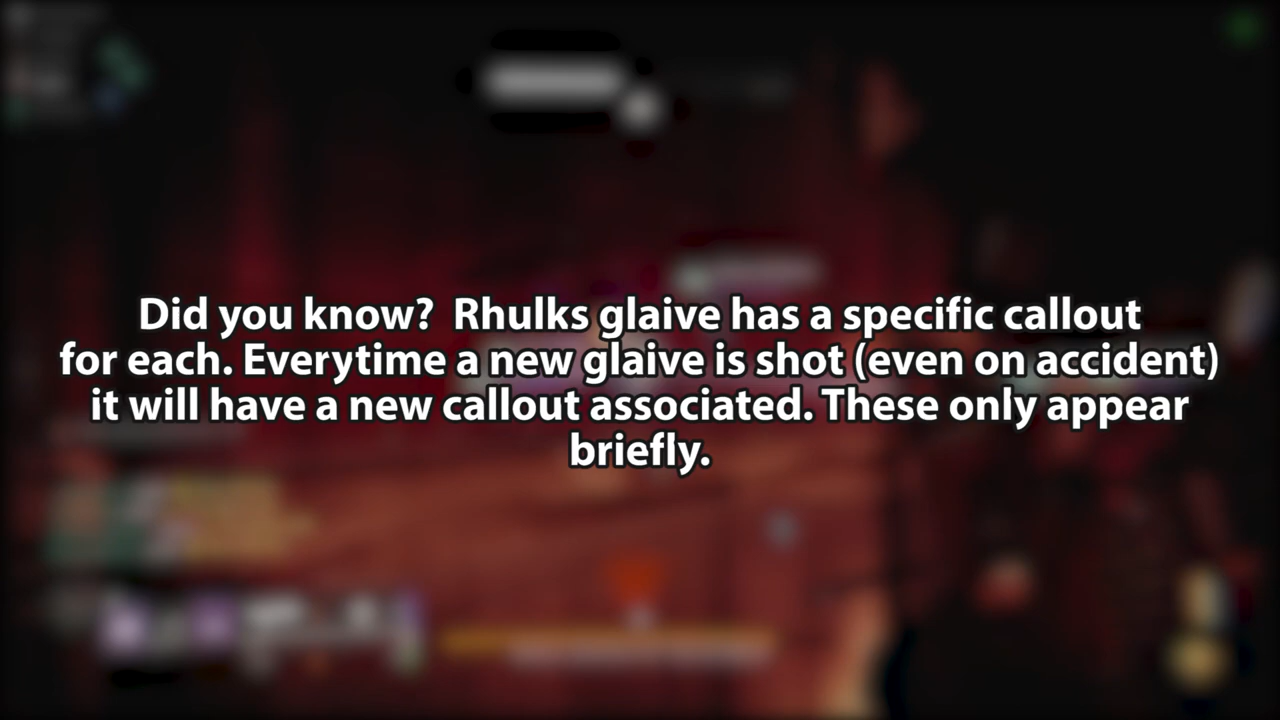 Did you know?  Rhulks glaive has a specific callout
for each. Everytime a new glaive is shot (even on accident)
it will have a new callout associated. These only appear
briefly.